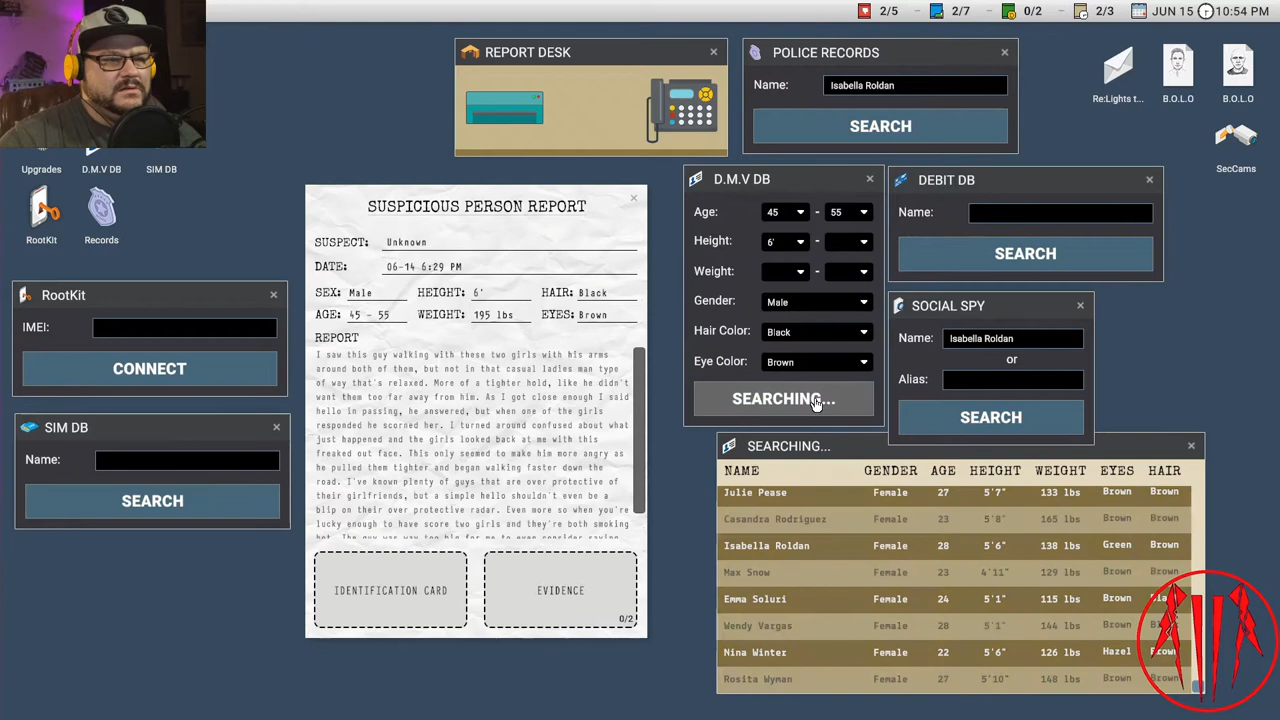 2/5
2/7
0/2
2/3
JUN 15
10:54 PM
Upgrades
D.M.V DB
SIM DB
RootKit
Records
Re:Lights t...
B.O.L.O
B.O.L.O
SecCams
REPORT DESK
POLICE RECORDS
Name: Isabella Roldan
SEARCH
SUSPICIOUS PERSON REPORT
SUSPECT: Unknown
DATE: 06-14 6:29 PM
SEX: Male HEIGHT: 6' HAIR: Black
AGE: 45 - 55 WEIGHT: 195 lbs EYES: Brown
REPORT
I saw this guy walking with these two girls with his arms
around both of them, but not in that casual ladies man type
of way that's relaxed. More of a tighter hold, like he didn't
want them too far away from him. As I got close enough I said
hello in passing, he answered, but when one of the girls
responded he scorned her. I turned around confused about what
just happened and the girls looked back at me with this
freaked out face. This only seemed to make him more angry as
he pulled them tighter and began walking faster down the
road. I've known plenty of guys that are over protective of
their girlfriends, but a simple hello shouldn't even be a
blip on their over protective radar. Even more so when you're
lucky enough to have score two girls and they're both smoking
hot. The guy was way too big for me to even consider saying
IDENTIFICATION CARD
EVIDENCE
0/2
RootKit
IMEI:
CONNECT
SIM DB
Name:
SEARCH
D.M.V DB
Age: 45 - 55
Height: 6' -
Weight: -
Gender: Male
Hair Color: Black
Eye Color: Brown
SEARCHING...
DEBIT DB
Name:
SEARCH
SOCIAL SPY
Name: Isabella Roldan
or
Alias:
SEARCH
SEARCHING...
NAME GENDER AGE HEIGHT WEIGHT EYES HAIR
Julie Pease Female 27 5'7" 133 lbs Brown Brown
Casandra Rodriguez Female 23 5'8" 165 lbs Brown Brown
Isabella Roldan Female 28 5'6" 138 lbs Green Brown
Max Snow Female 23 4'11" 129 lbs Brown Brown
Emma Soluri Female 24 5'1" 115 lbs Brown
Wendy Vargas Female 28 5'1" 144 lbs Brown
Nina Winter Female 22 5'6" 126 lbs Hazel Brown
Rosita Wyman Female 27 5'10" 148 lbs Brown Brown